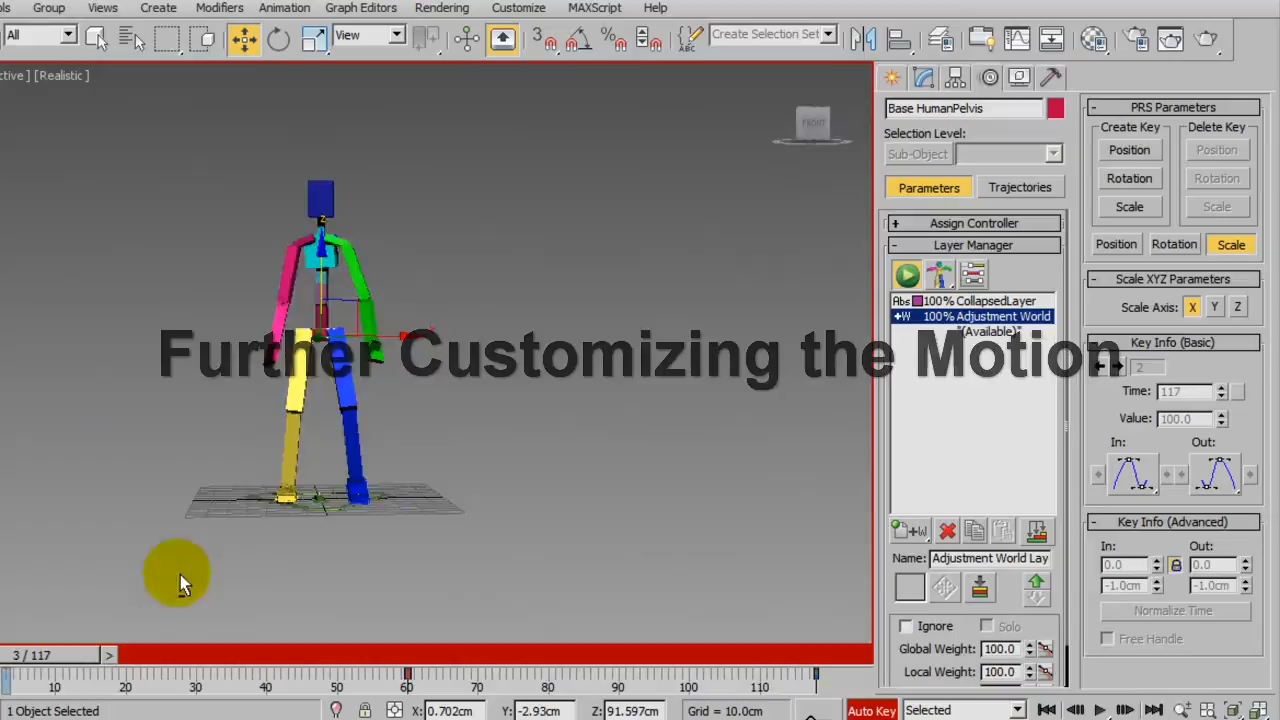 Group Views Create Modifiers Animation Graph Editors Rendering Customize MAXScript Help
All View 3 % ABC Create Selection Set
ctive ] [Realistic ]
FRONT
Base HumanPelvis
Selection Level:
Sub-Object
Parameters Trajectories
+ Assign Controller
- Layer Manager
Abs 100% CollapsedLayer
+W 100% Adjustment World
(Available)
Further Customizing the Motion
+W
Name: Adjustment World Lay
Ignore Solo
Global Weight: 100.0
Local Weight: 100.0
- PRS Parameters
Create Key Delete Key
Position Position
Rotation Rotation
Scale Scale
Position Rotation Scale
- Scale XYZ Parameters
Scale Axis: X Y Z
- Key Info (Basic)
2
Time: 117
Value: 100.0
In: Out:
- Key Info (Advanced)
In: Out:
0.0 0.0
-1.0cm -1.0cm
Normalize Time
Free Handle
3 / 117 >
10 20 30 40 50 60 70 80 90 100 110
1 Object Selected X: 0.702cm Y: -2.93cm Z: 91.597cm Grid = 10.0cm Auto Key Selected